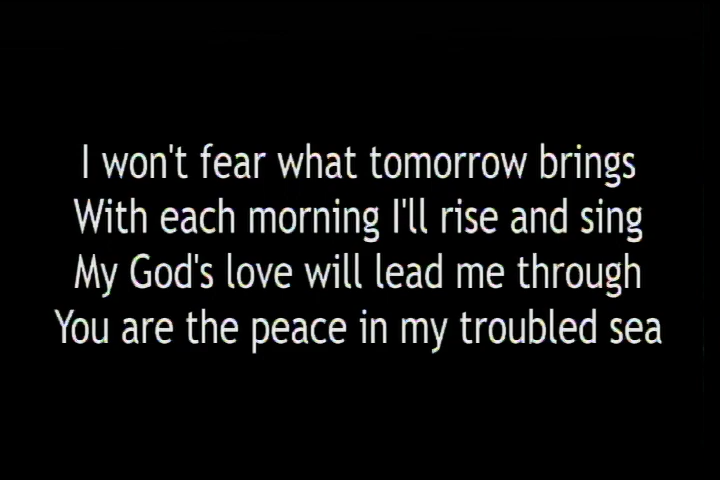 I won't fear what tomorrow brings
With each morning I'll rise and sing
My God's love will lead me through
You are the peace in my troubled sea